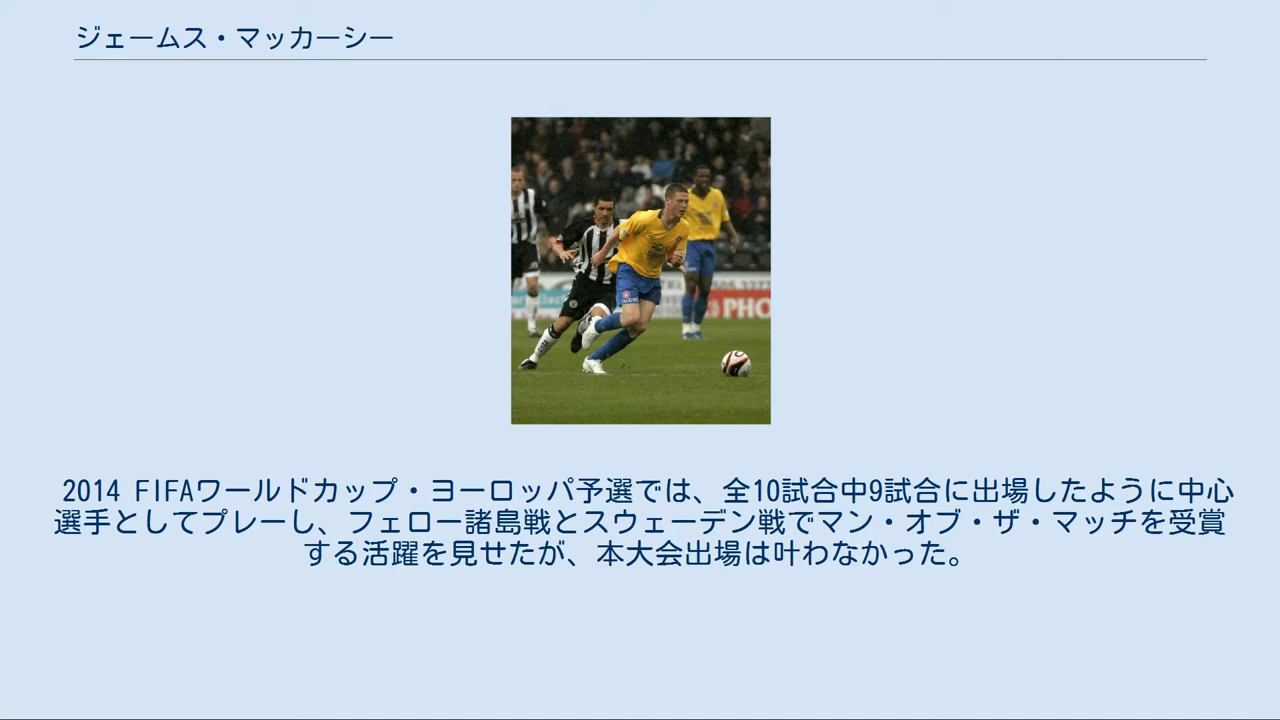 ジェームス・マッカーシー
PHO
2014 FIFAワールドカップ・ヨーロッパ予選では、全10試合中9試合に出場したように中心
選手としてプレーし、フェロー諸島戦とスウェーデン戦でマン・オブ・ザ・マッチを受賞
する活躍を見せたが、本大会出場は叶わなかった。